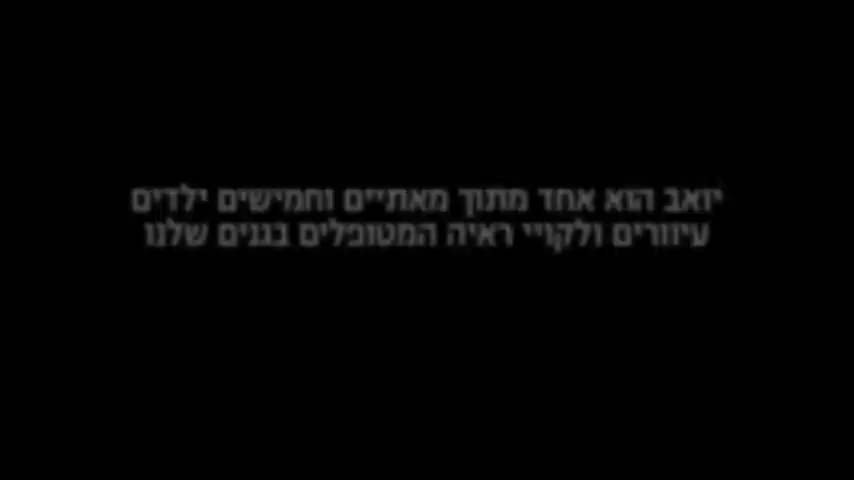 יואב הוא אחד מתוך מאתיים וחמישים ילדים
עיוורים ולקויי ראיה המטופלים בגנים שלנו